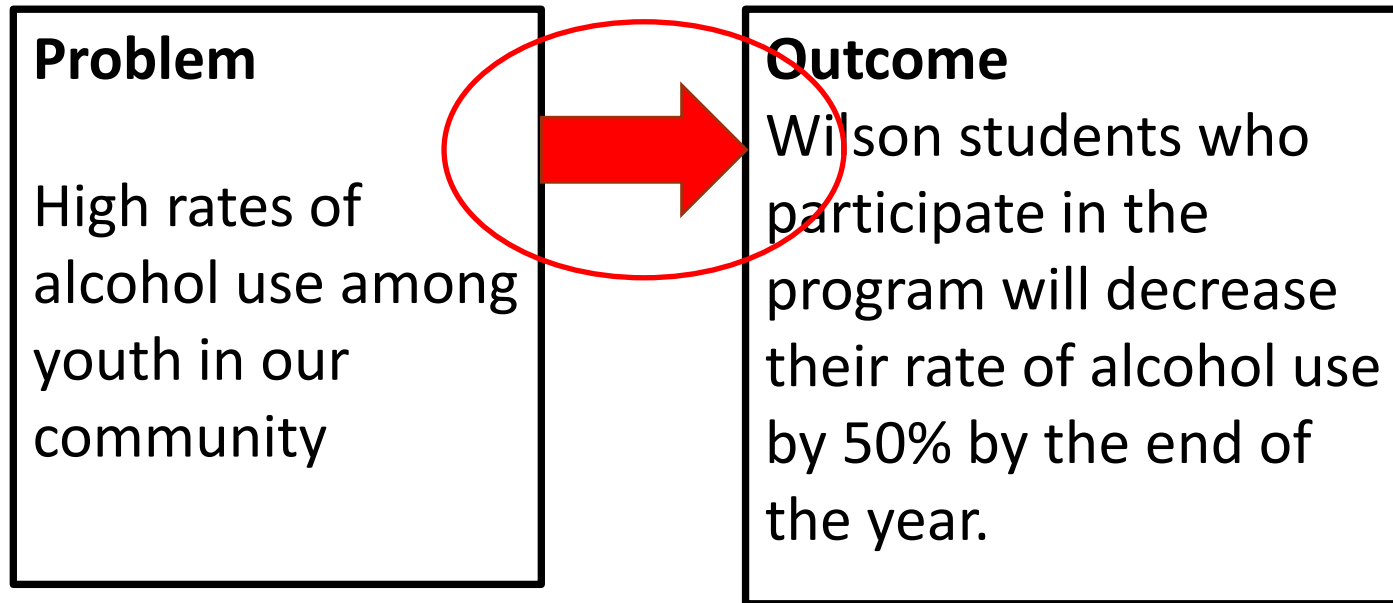 Problem
High rates of
alcohol use among
youth in our
community
Outcome
Wilson students who
participate in the
program will decrease
their rate of alcohol use
by 50% by the end of
the year.